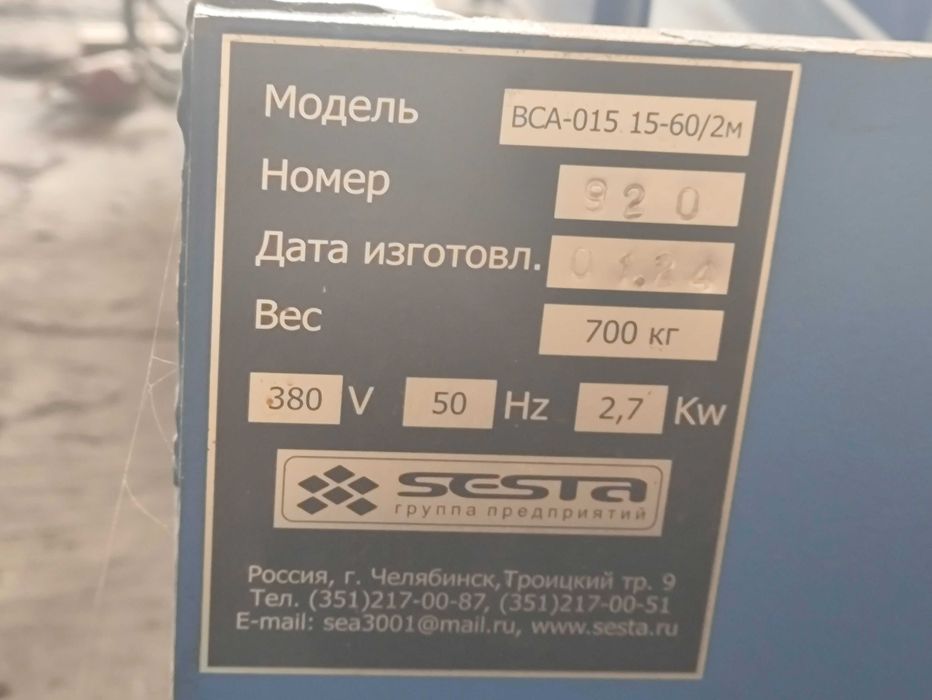 Модель ВСА-015 15-60/2м
Номер 920
Дата изготовл. 01.24
Вес 700 кг
380 V 50 Hz 2,7 Kw
SESTA
группа предприятий
Россия, г. Челябинск, Троицкий тр. 9
Тел. (351)217-00-87, (351)217-00-51
E-mail: sea3001@mail.ru, www.sesta.ru